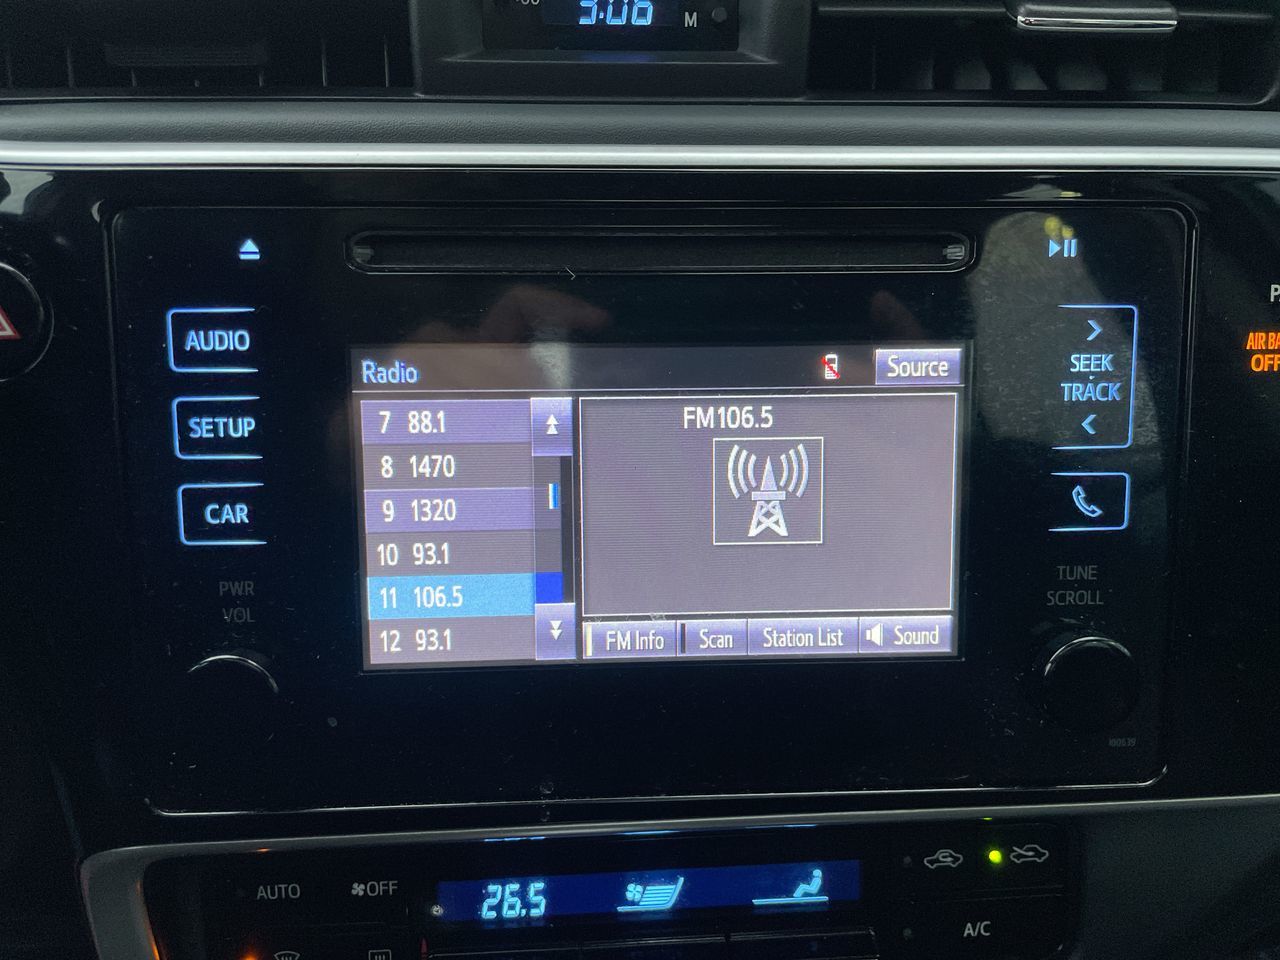 3:06
M
AUDIO
SETUP
CAR
PWR
VOL
Radio
Source
7 88.1
8 1470
9 1320
10 93.1
11 106.5
12 93.1
FM106.5
FM Info
Scan
Station List
Sound
SEEK
TRACK
TUNE
SCROLL
100639
P
AIR BA
OFF
AUTO
OFF
26.5
A/C